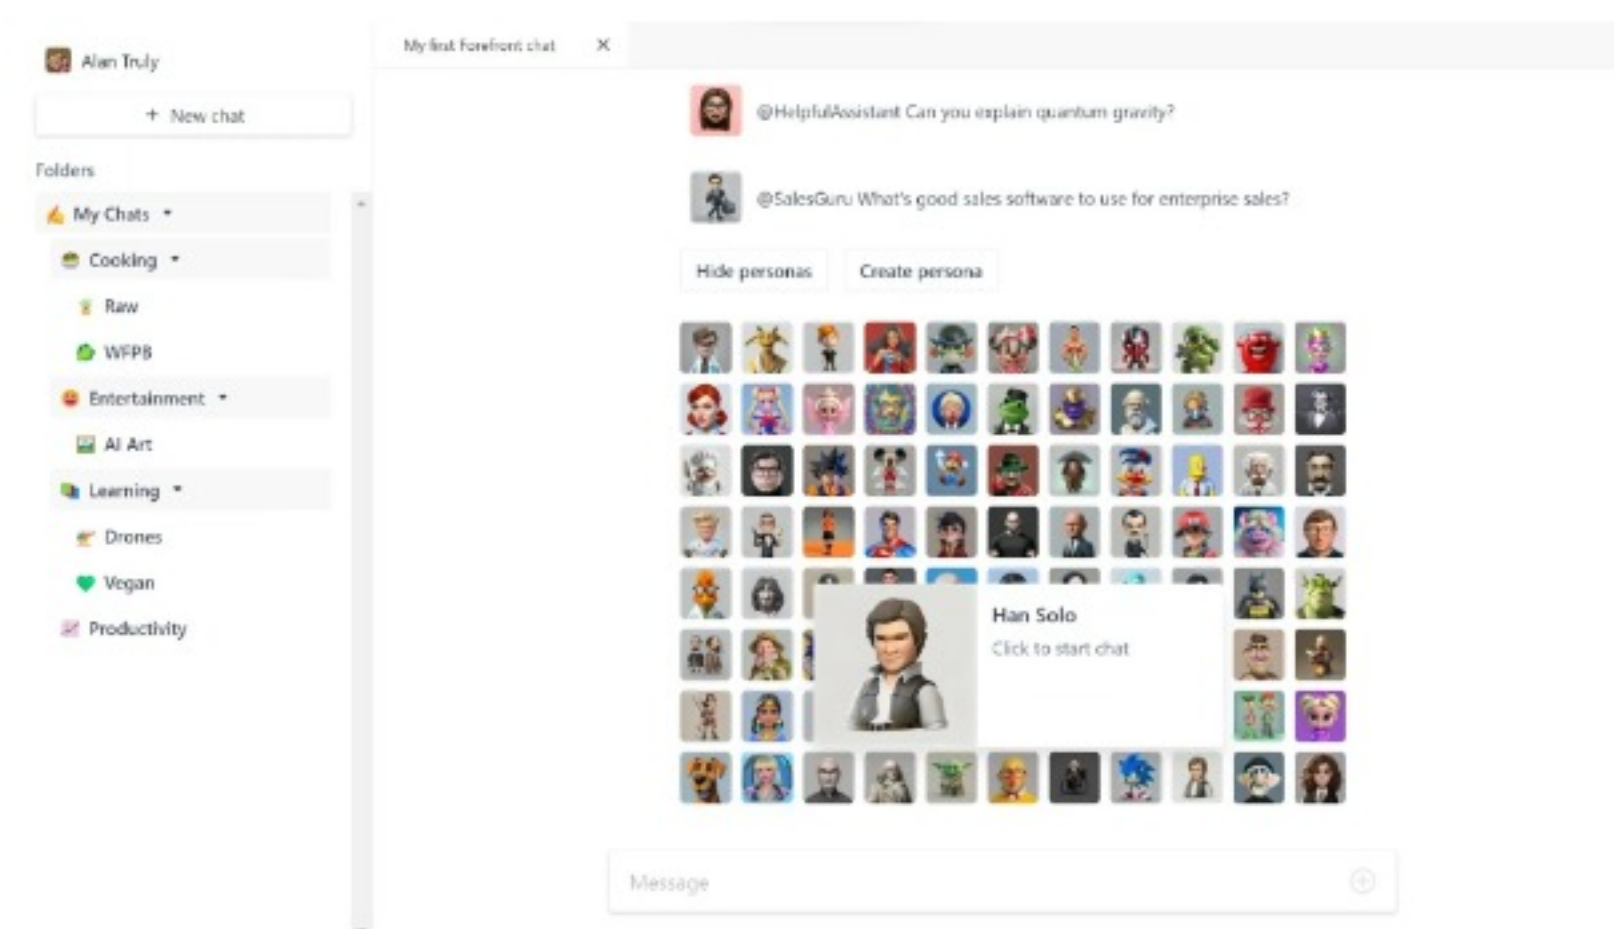 Alan Truly
+ New chat
Folders
My Chats
Cooking
Raw
WFPB
Entertainment
AI Art
Learning
Drones
Vegan
Productivity
My first Forefront chat
@HelpfulAssistant Can you explain quantum gravity?
@SalesGuru What's good sales software to use for enterprise sales?
Hide personas
Create persona
Han Solo
Click to start chat
Message